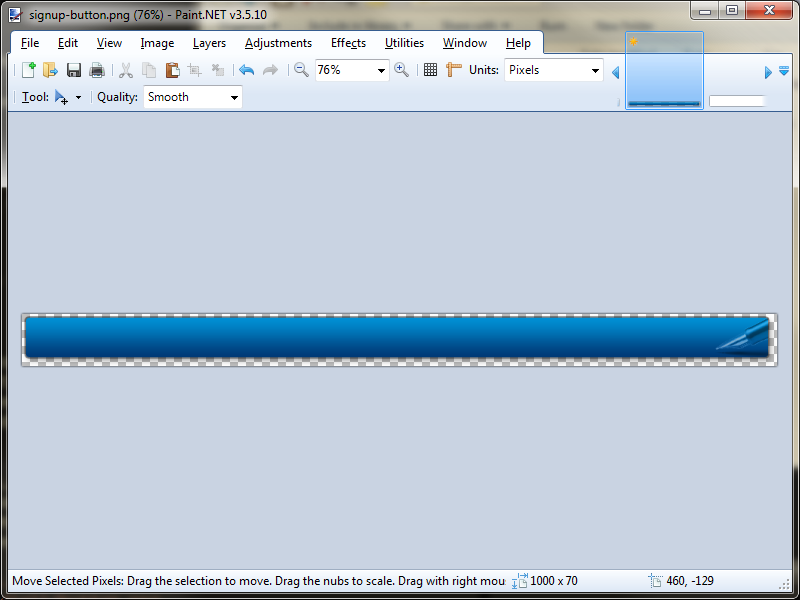 signup-button.png (76%) - Paint.NET v3.5.10
File Edit View Image Layers Adjustments Effects Utilities Window Help
76% Units: Pixels
Tool: Quality: Smooth
Move Selected Pixels: Drag the selection to move. Drag the nubs to scale. Drag with right mou 1000 x 70 460, -129